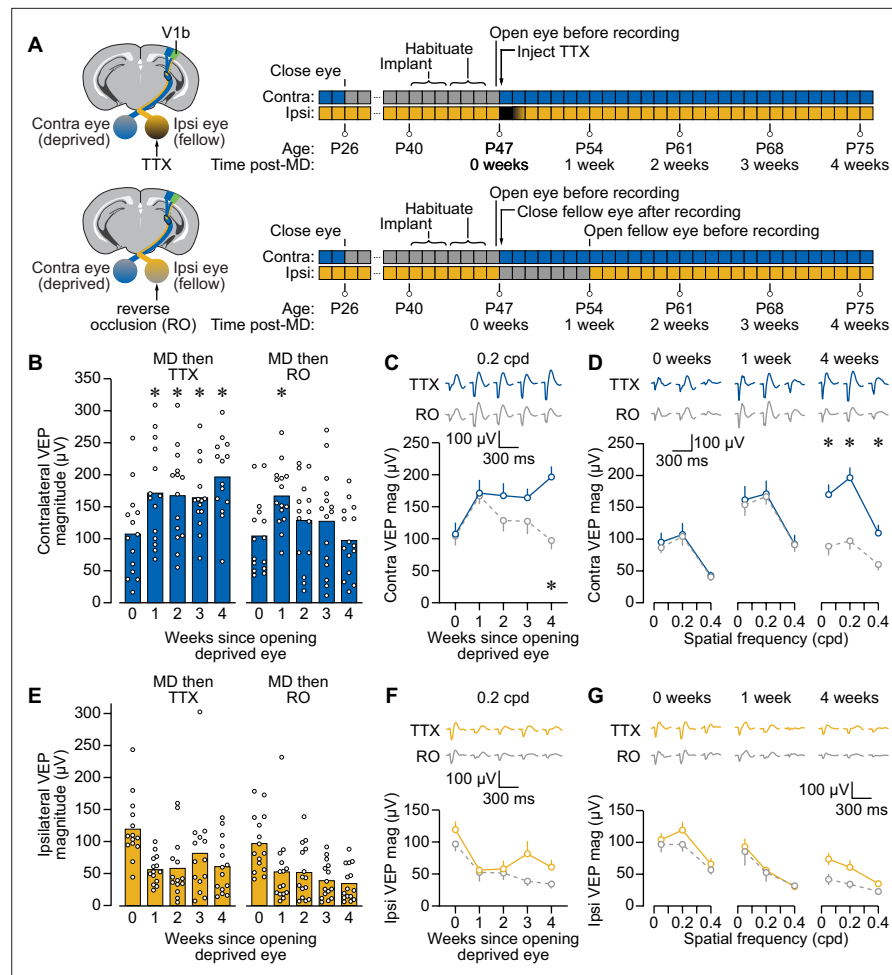 A
V1b
Contra eye
(deprived)
Ipsi eye
(fellow)
TTX
Open eye before recording
Inject TTX
Habituate
Implant
Close eye
Contra:
Ipsi:
...
...
Age: P26 P40 P47 P54 P61 P68 P75
Time post-MD: 0 weeks 1 week 2 weeks 3 weeks 4 weeks
Contra eye
(deprived)
Ipsi eye
(fellow)
reverse
occlusion (RO)
Open eye before recording
Close fellow eye after recording
Open fellow eye before recording
Habituate
Implant
Close eye
Contra:
Ipsi:
...
...
Age: P26 P40 P47 P54 P61 P68 P75
Time post-MD: 0 weeks 1 week 2 weeks 3 weeks 4 weeks
B
MD then
TTX
MD then
RO
Contralateral VEP
magnitude (µV)
350
300
250
200
150
100
50
0
* * * *
*
0 1 2 3 4 0 1 2 3 4
Weeks since opening
deprived eye
C
0.2 cpd
TTX
RO
100 µV
300 ms
Contra VEP mag (µV)
250
200
150
100
50
0
*
0 1 2 3 4
Weeks since opening
deprived eye
D
0 weeks 1 week 4 weeks
TTX
RO
100 µV
300 ms
* * *
Contra VEP mag (µV)
250
200
150
100
50
0
0 0.2 0.4 0 0.2 0.4 0 0.2 0.4
Spatial frequency (cpd)
E
MD then
TTX
MD then
RO
Ipsilateral VEP
magnitude (µV)
350
300
250
200
150
100
50
0
0 1 2 3 4 0 1 2 3 4
Weeks since opening
deprived eye
F
0.2 cpd
TTX
RO
100 µV
300 ms
Ipsi VEP mag (µV)
150
100
50
0
0 1 2 3 4
Weeks since opening
deprived eye
G
0 weeks 1 week 4 weeks
TTX
RO
100 µV
300 ms
Ipsi VEP mag (µV)
150
100
50
0
0 0.2 0.4 0 0.2 0.4 0 0.2 0.4
Spatial frequency (cpd)